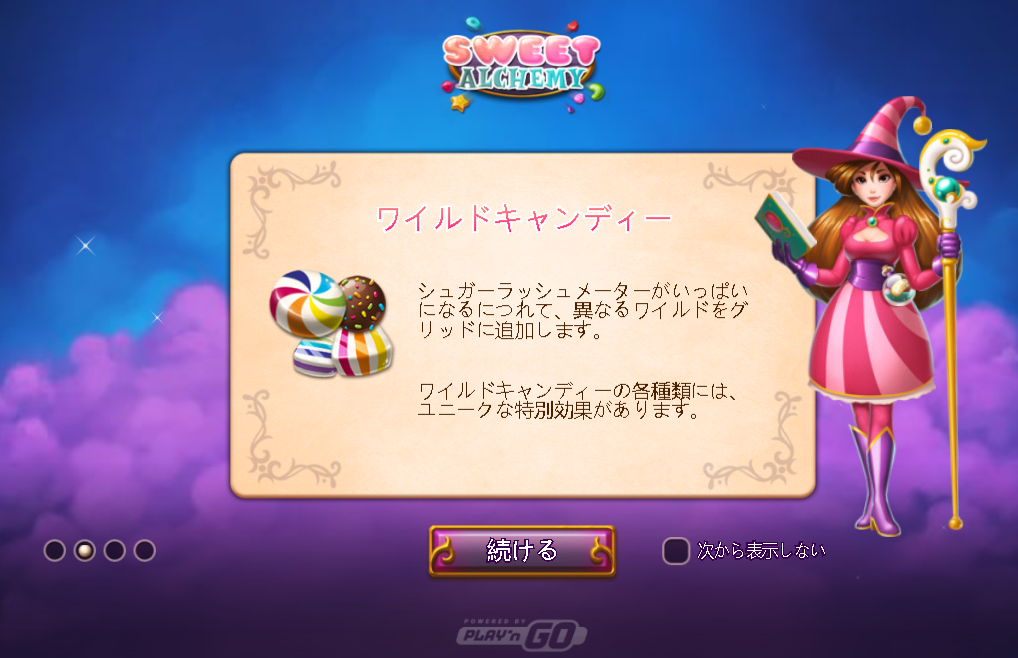 SWEET
ALCHEMY
ワイルドキャンディー
シュガーラッシュメーターがいっぱい
になるにつれて、異なるワイルドをグ
リッドに追加します。
ワイルドキャンディーの各種類には、
ユニークな特別効果があります。
続ける
次から表示しない
POWERED BY
PLAY'n GO